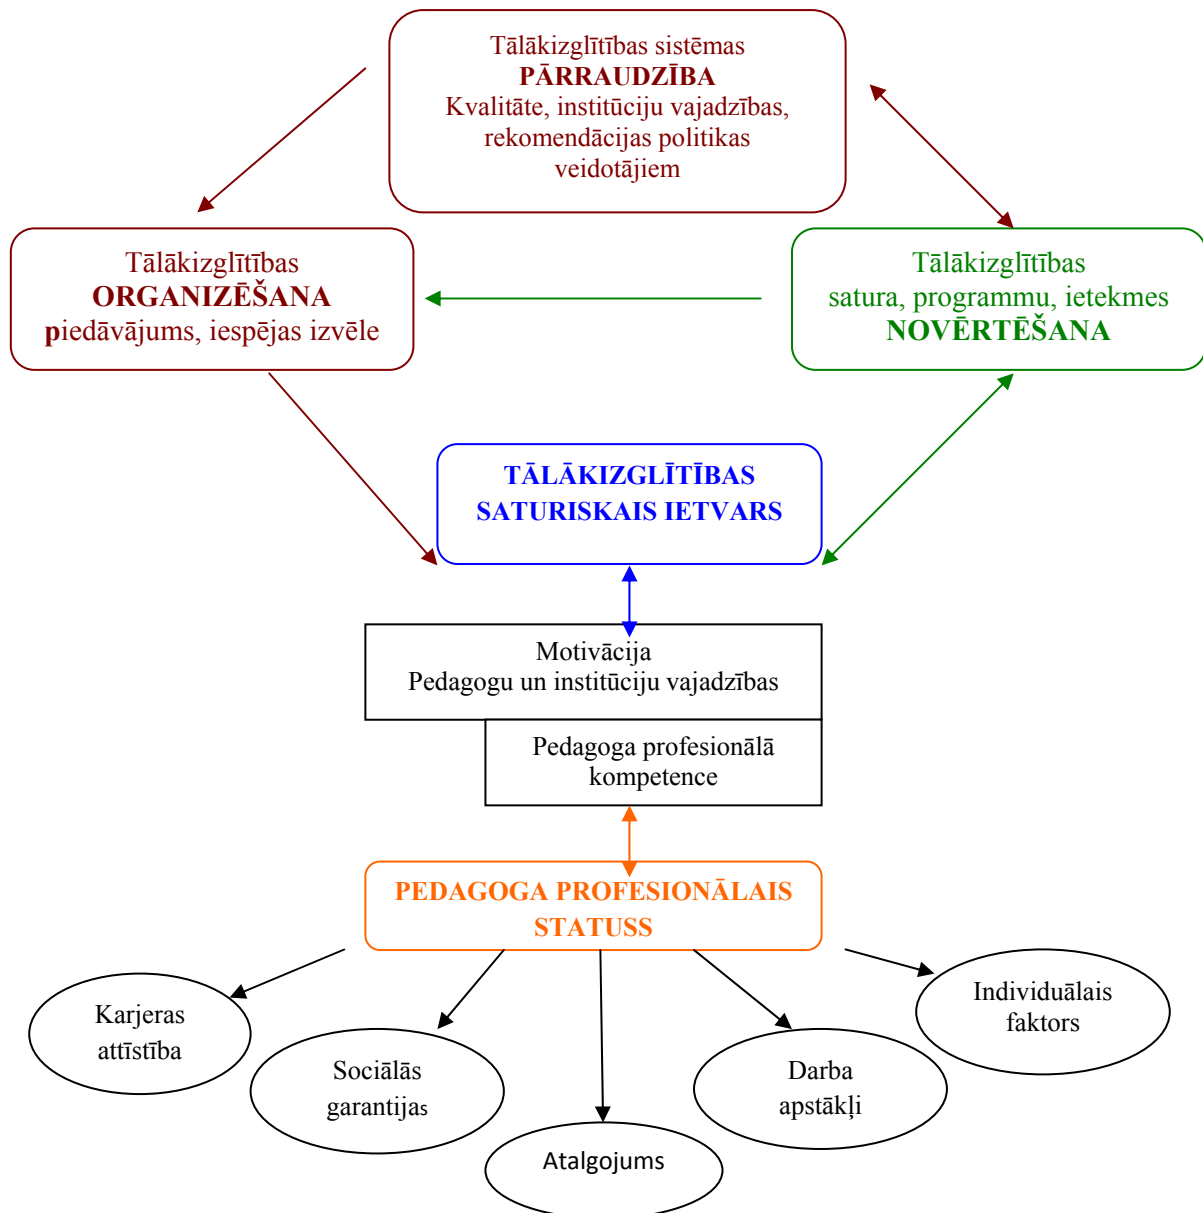 Tālākizglītības sistēmas
PĀRRAUDZĪBA
Kvalitāte, institūciju vajadzības,
rekomendācijas politikas
veidotājiem
Tālākizglītības
ORGANIZĒŠANA
piedāvājums, iespējas izvēle
Tālākizglītības
satura, programmu, ietekmes
NOVĒRTĒŠANA
TĀLĀKIZGLĪTĪBAS
SATURISKAIS IETVARS
Motivācija
Pedagogu un institūciju vajadzības
Pedagoga profesionālā
kompetence
PEDAGOGA PROFESIONĀLAIS
STATUSS
Karjeras
attīstība
Sociālās
garantijas
Atalgojums
Darba
apstākļi
Individuālais
faktors